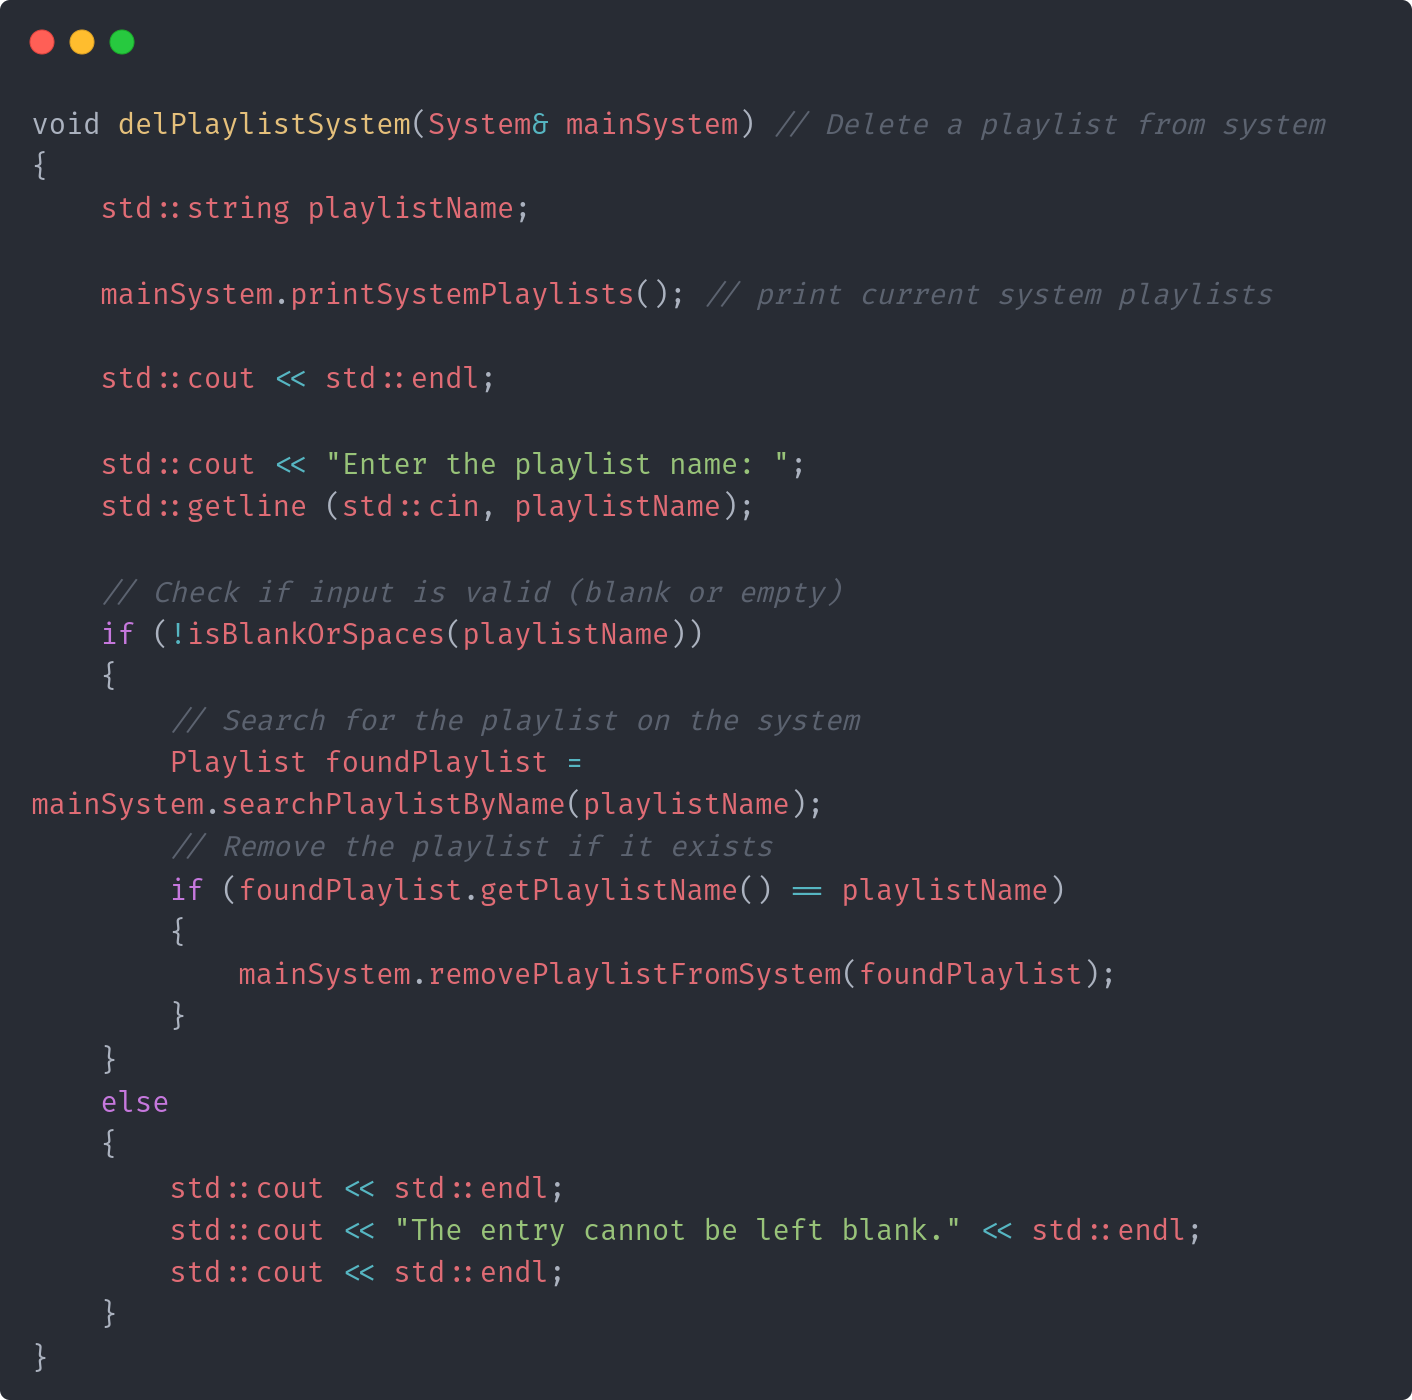 void delPlaylistSystem(System& mainSystem) // Delete a playlist from system
{
    std::string playlistName;

    mainSystem.printSystemPlaylists(); // print current system playlists

    std::cout << std::endl;

    std::cout << "Enter the playlist name: ";
    std::getline (std::cin, playlistName);

    // Check if input is valid (blank or empty)
    if (!isBlankOrSpaces(playlistName))
    {
        // Search for the playlist on the system
        Playlist foundPlaylist =
mainSystem.searchPlaylistByName(playlistName);
        // Remove the playlist if it exists
        if (foundPlaylist.getPlaylistName() == playlistName)
        {
            mainSystem.removePlaylistFromSystem(foundPlaylist);
        }
    }
    else
    {
        std::cout << std::endl;
        std::cout << "The entry cannot be left blank." << std::endl;
        std::cout << std::endl;
    }
}